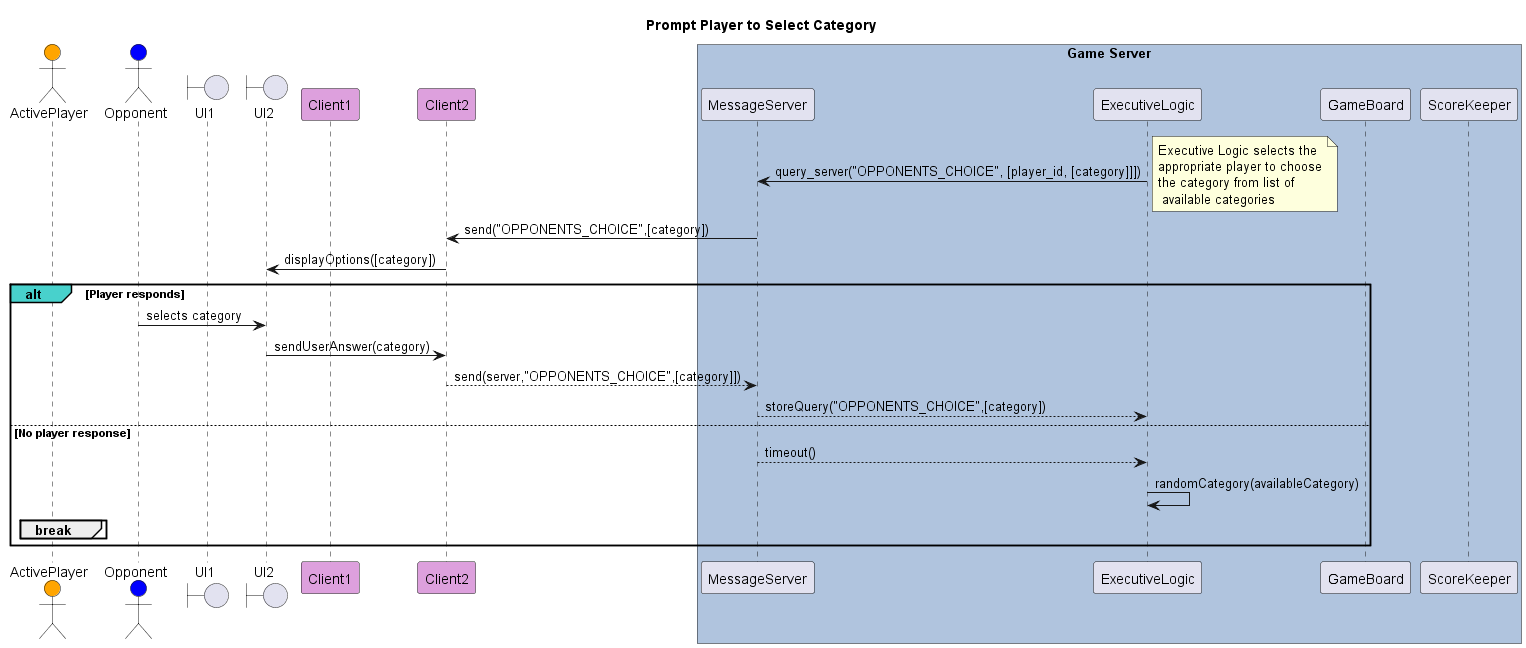 Prompt Player to Select Category
Game Server
ActivePlayer
Opponent
UI1
UI2
Client1
Client2
MessageServer
ExecutiveLogic
GameBoard
ScoreKeeper
Executive Logic selects the
appropriate player to choose
the category from list of
available categories
query_server("OPPONENTS_CHOICE", [player_id, [category]]])
send("OPPONENTS_CHOICE",[category])
displayOptions([category])
alt
[Player responds]
selects category
sendUserAnswer(category)
send(server,"OPPONENTS_CHOICE",[category]])
storeQuery("OPPONENTS_CHOICE",[category])
[No player response]
timeout()
randomCategory(availableCategory)
break
ActivePlayer
Opponent
UI1
UI2
Client1
Client2
MessageServer
ExecutiveLogic
GameBoard
ScoreKeeper